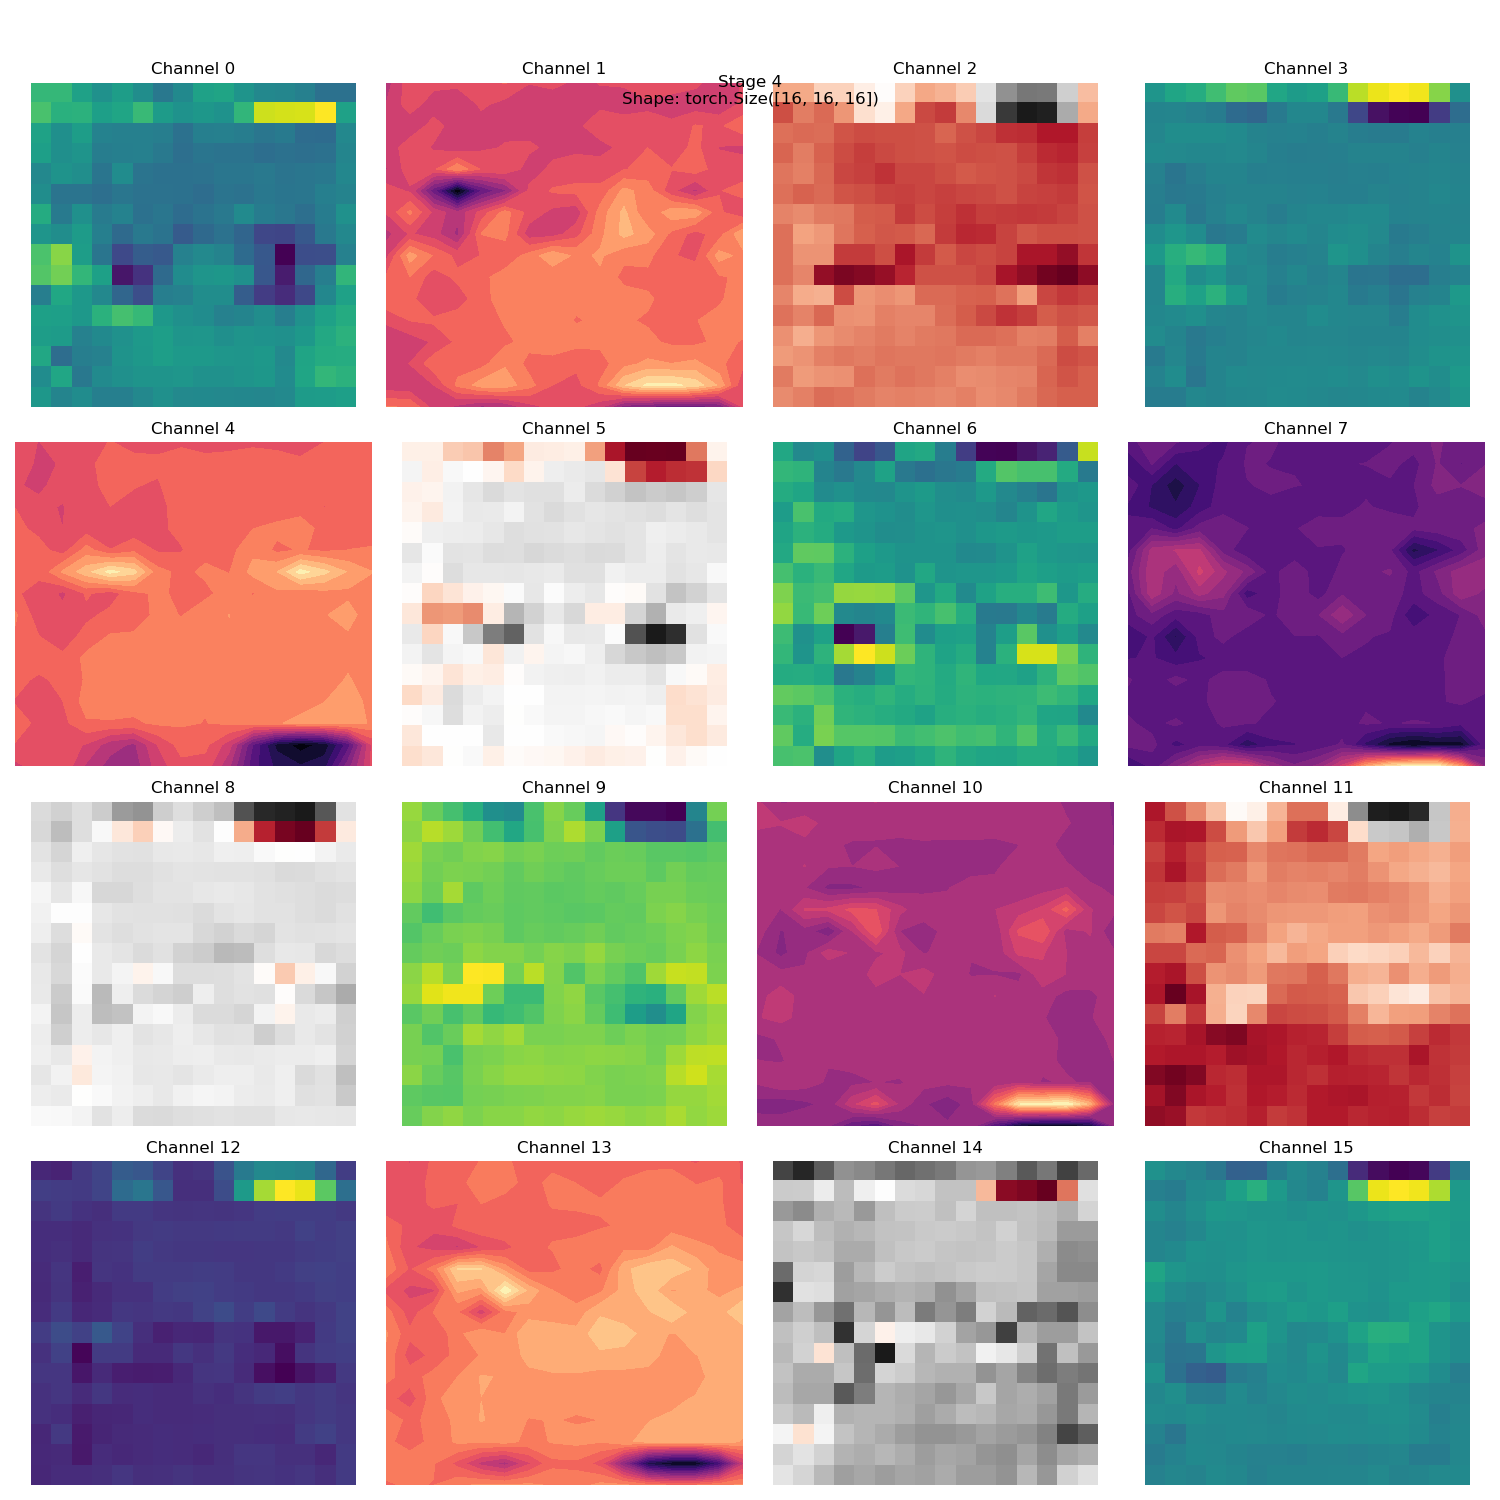 Stage 4
Shape: torch.Size([16, 16, 16])
Channel 0
Channel 1
Channel 2
Channel 3
Channel 4
Channel 5
Channel 6
Channel 7
Channel 8
Channel 9
Channel 10
Channel 11
Channel 12
Channel 13
Channel 14
Channel 15